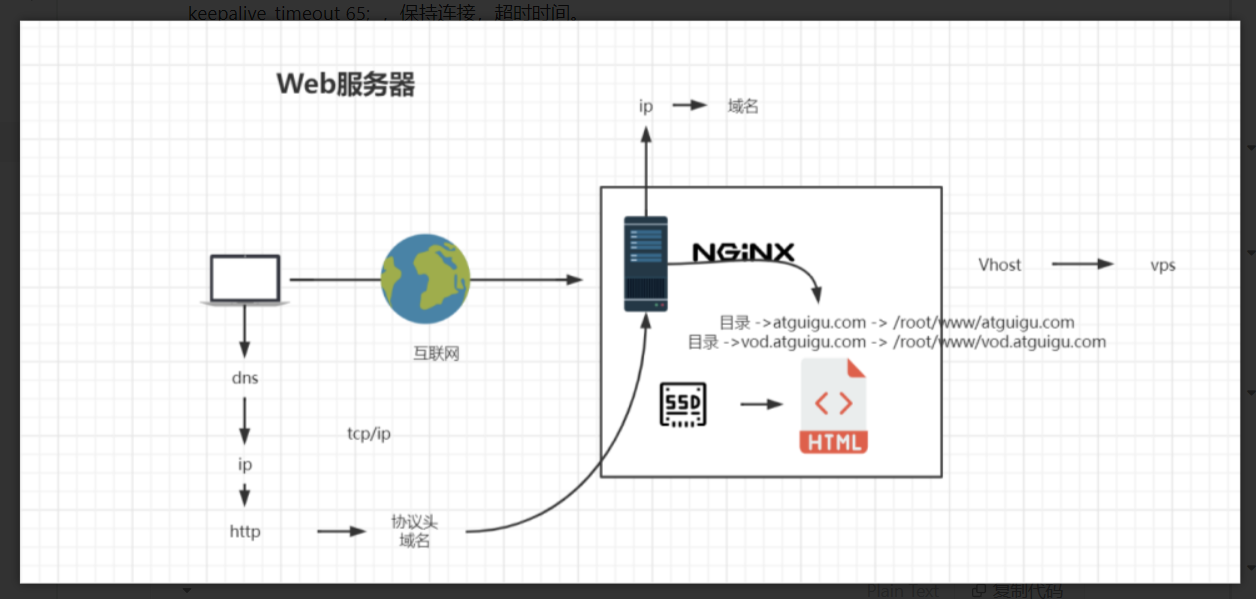 keepalive_timeout 65; ，保持连接，超时时间。
Web服务器
ip
域名
NGiNX
Vhost
vps
目录 ->atguigu.com -> /root/www/atguigu.com
目录 ->vod.atguigu.com -> /root/www/vod.atguigu.com
互联网
dns
SSD
HTML
tcp/ip
ip
http
协议头
域名
Plain Text
复制代码